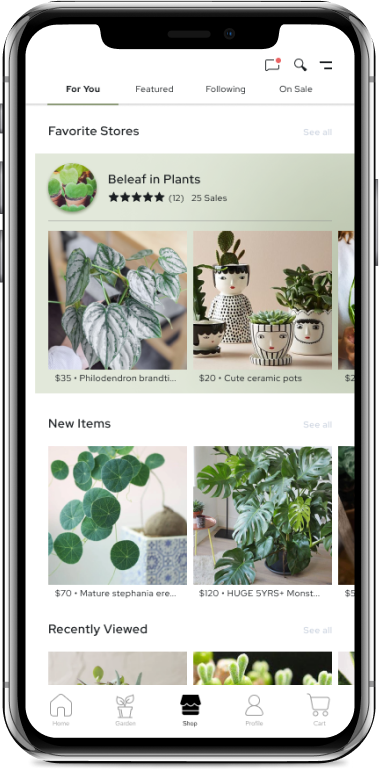 For You Featured Following On Sale
Favorite Stores See all
Beleaf in Plants
(12) 25 Sales
$35 • Philodendron brandti... $20 • Cute ceramic pots $2
New Items See all
$70 • Mature stephania ere... $120 • HUGE 5YRS+ Monst... $5
Recently Viewed See all
Home Garden Shop Profile Cart